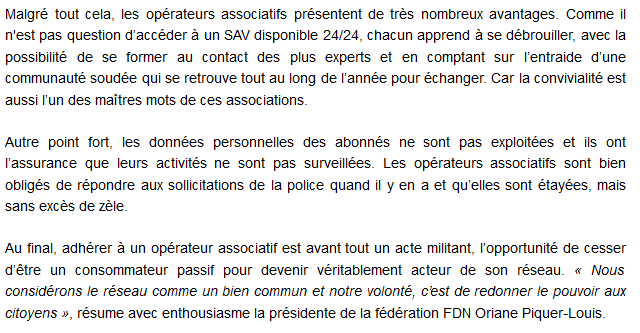 Malgré tout cela, les opérateurs associatifs présentent de très nombreux avantages. Comme il
n'est pas question d’accéder à un SAV disponible 24/24, chacun apprend à se débrouiller, avec la
possibilité de se former au contact des plus experts et en comptant sur l’entraide d’une
communauté soudée qui se retrouve tout au long de l’année pour échanger. Car la convivialité est
aussi l’un des maîtres mots de ces associations.
Autre point fort, les données personnelles des abonnés ne sont pas exploitées et ils ont
l’assurance que leurs activités ne sont pas surveillées. Les opérateurs associatifs sont bien
obligés de répondre aux sollicitations de la police quand il y en a et qu’elles sont étayées, mais
sans excès de zèle.
Au final, adhérer à un opérateur associatif est avant tout un acte militant, l’opportunité de cesser
d’être un consommateur passif pour devenir véritablement acteur de son réseau. « Nous
considérons le réseau comme un bien commun et notre volonté, c’est de redonner le pouvoir aux
citoyens », résume avec enthousiasme la présidente de la fédération FDN Oriane Piquer-Louis.